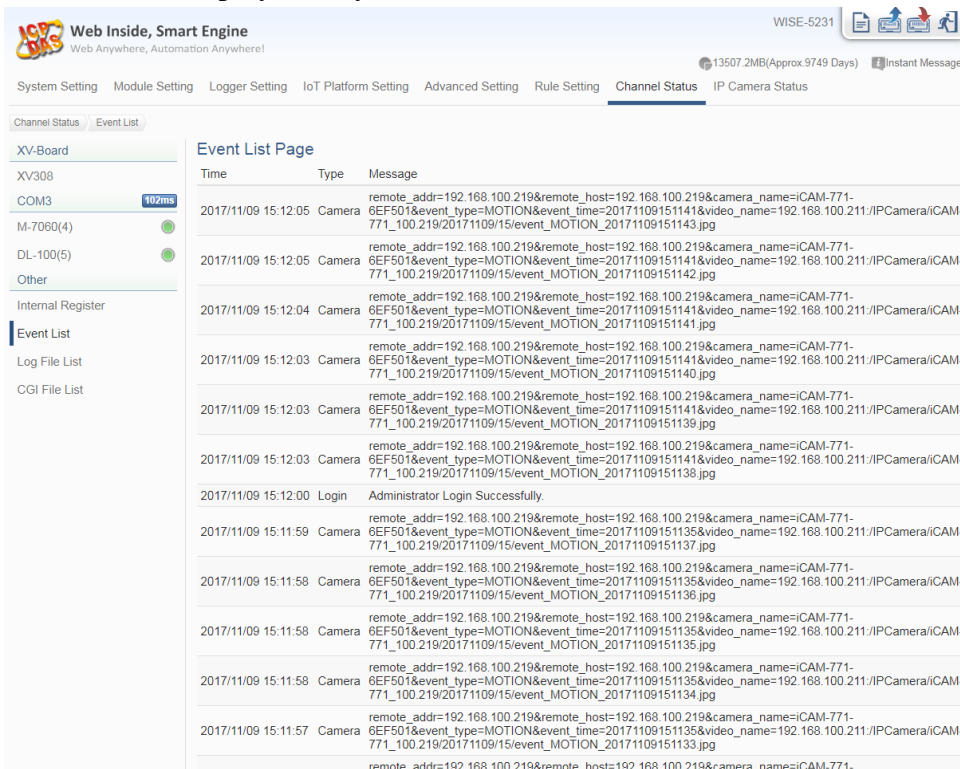 ICP DAS
Web Inside, Smart Engine
Web Anywhere, Automation Anywhere!
WISE-5231
13507.2MB(Approx.9749 Days) Instant Message
System Setting Module Setting Logger Setting IoT Platform Setting Advanced Setting Rule Setting Channel Status IP Camera Status
Channel Status Event List
XV-Board
XV308
COM3 102ms
M-7060(4)
DL-100(5)
Other
Internal Register
Event List
Log File List
CGI File List
Event List Page
Time Type Message
remote_addr=192.168.100.219&remote_host=192.168.100.219&camera_name=iCAM-771-
2017/11/09 15:12:05 Camera 6EF501&event_type=MOTION&event_time=20171109151141&video_name=192.168.100.211:/IPCamera/iCAM-
771_100.219/20171109/15/event_MOTION_20171109151143.jpg
remote_addr=192.168.100.219&remote_host=192.168.100.219&camera_name=iCAM-771-
2017/11/09 15:12:05 Camera 6EF501&event_type=MOTION&event_time=20171109151141&video_name=192.168.100.211:/IPCamera/iCAM-
771_100.219/20171109/15/event_MOTION_20171109151142.jpg
remote_addr=192.168.100.219&remote_host=192.168.100.219&camera_name=iCAM-771-
2017/11/09 15:12:04 Camera 6EF501&event_type=MOTION&event_time=20171109151141&video_name=192.168.100.211:/IPCamera/iCAM-
771_100.219/20171109/15/event_MOTION_20171109151141.jpg
remote_addr=192.168.100.219&remote_host=192.168.100.219&camera_name=iCAM-771-
2017/11/09 15:12:03 Camera 6EF501&event_type=MOTION&event_time=20171109151141&video_name=192.168.100.211:/IPCamera/iCAM-
771_100.219/20171109/15/event_MOTION_20171109151140.jpg
remote_addr=192.168.100.219&remote_host=192.168.100.219&camera_name=iCAM-771-
2017/11/09 15:12:03 Camera 6EF501&event_type=MOTION&event_time=20171109151141&video_name=192.168.100.211:/IPCamera/iCAM-
771_100.219/20171109/15/event_MOTION_20171109151139.jpg
remote_addr=192.168.100.219&remote_host=192.168.100.219&camera_name=iCAM-771-
2017/11/09 15:12:03 Camera 6EF501&event_type=MOTION&event_time=20171109151141&video_name=192.168.100.211:/IPCamera/iCAM-
771_100.219/20171109/15/event_MOTION_20171109151138.jpg
2017/11/09 15:12:00 Login Administrator Login Successfully.
remote_addr=192.168.100.219&remote_host=192.168.100.219&camera_name=iCAM-771-
2017/11/09 15:11:59 Camera 6EF501&event_type=MOTION&event_time=20171109151135&video_name=192.168.100.211:/IPCamera/iCAM-
771_100.219/20171109/15/event_MOTION_20171109151137.jpg
remote_addr=192.168.100.219&remote_host=192.168.100.219&camera_name=iCAM-771-
2017/11/09 15:11:58 Camera 6EF501&event_type=MOTION&event_time=20171109151135&video_name=192.168.100.211:/IPCamera/iCAM-
771_100.219/20171109/15/event_MOTION_20171109151136.jpg
remote_addr=192.168.100.219&remote_host=192.168.100.219&camera_name=iCAM-771-
2017/11/09 15:11:58 Camera 6EF501&event_type=MOTION&event_time=20171109151135&video_name=192.168.100.211:/IPCamera/iCAM-
771_100.219/20171109/15/event_MOTION_20171109151135.jpg
remote_addr=192.168.100.219&remote_host=192.168.100.219&camera_name=iCAM-771-
2017/11/09 15:11:58 Camera 6EF501&event_type=MOTION&event_time=20171109151135&video_name=192.168.100.211:/IPCamera/iCAM-
771_100.219/20171109/15/event_MOTION_20171109151134.jpg
remote_addr=192.168.100.219&remote_host=192.168.100.219&camera_name=iCAM-771-
2017/11/09 15:11:57 Camera 6EF501&event_type=MOTION&event_time=20171109151135&video_name=192.168.100.211:/IPCamera/iCAM-
771_100.219/20171109/15/event_MOTION_20171109151133.jpg
remote_addr=192.168.100.219&remote_host=192.168.100.219&camera_name=iCAM-771-